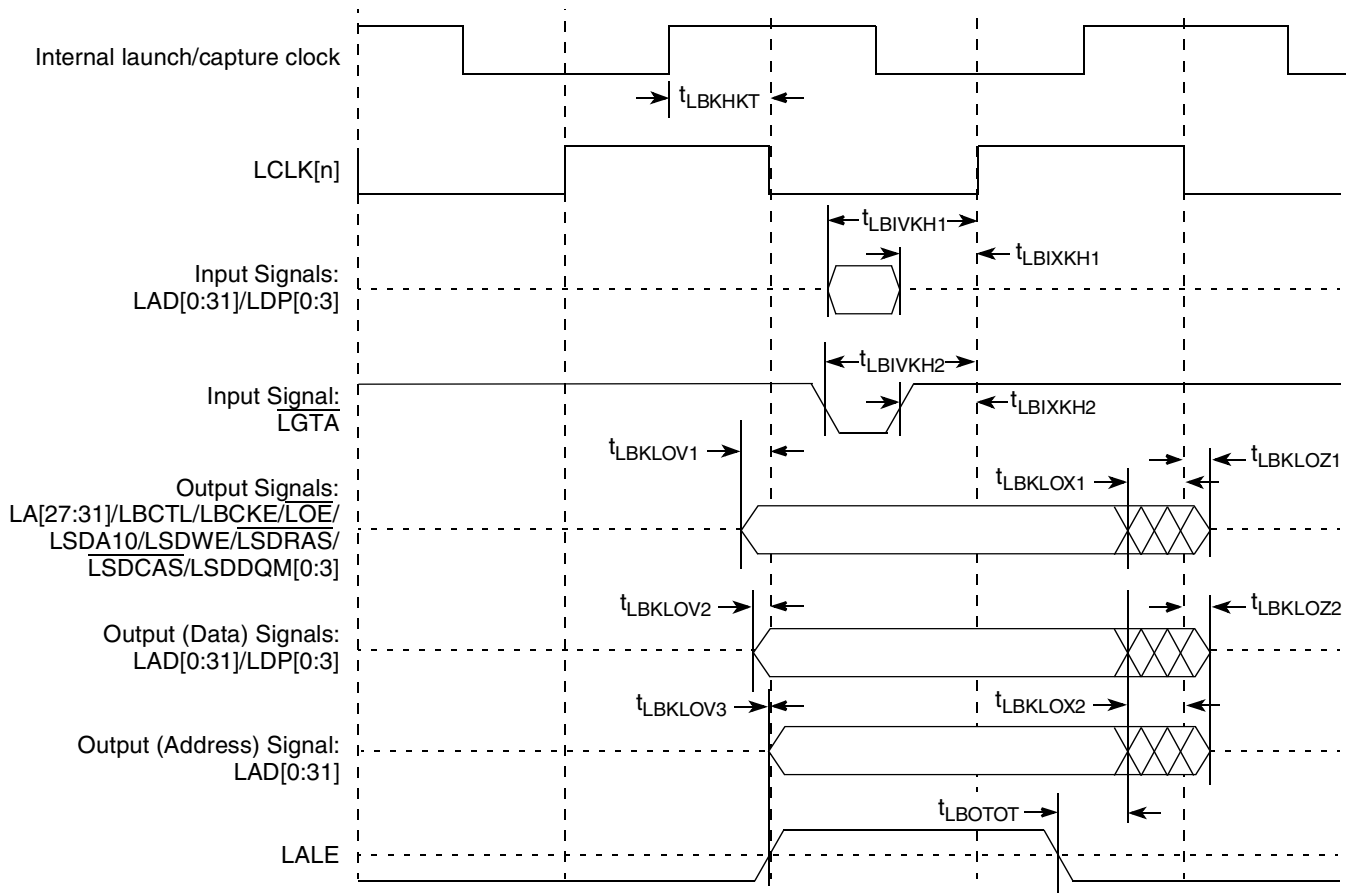 Internal launch/capture clock
tLBKHKT
LCLK[n]
tLBIVKH1
tLBIXKH1
Input Signals:
LAD[0:31]/LDP[0:3]
tLBIVKH2
Input Signal:
LGTA
tLBIXKH2
tLBKLOV1
tLBKLOZ1
tLBKLOX1
Output Signals:
LA[27:31]/LBCTL/LBCKE/LOE/
LSDA10/LSDWE/LSDRAS/
LSDCAS/LSDDQM[0:3]
tLBKLOV2
tLBKLOZ2
Output (Data) Signals:
LAD[0:31]/LDP[0:3]
tLBKLOV3
tLBKLOX2
Output (Address) Signal:
LAD[0:31]
tLBOTOT
LALE